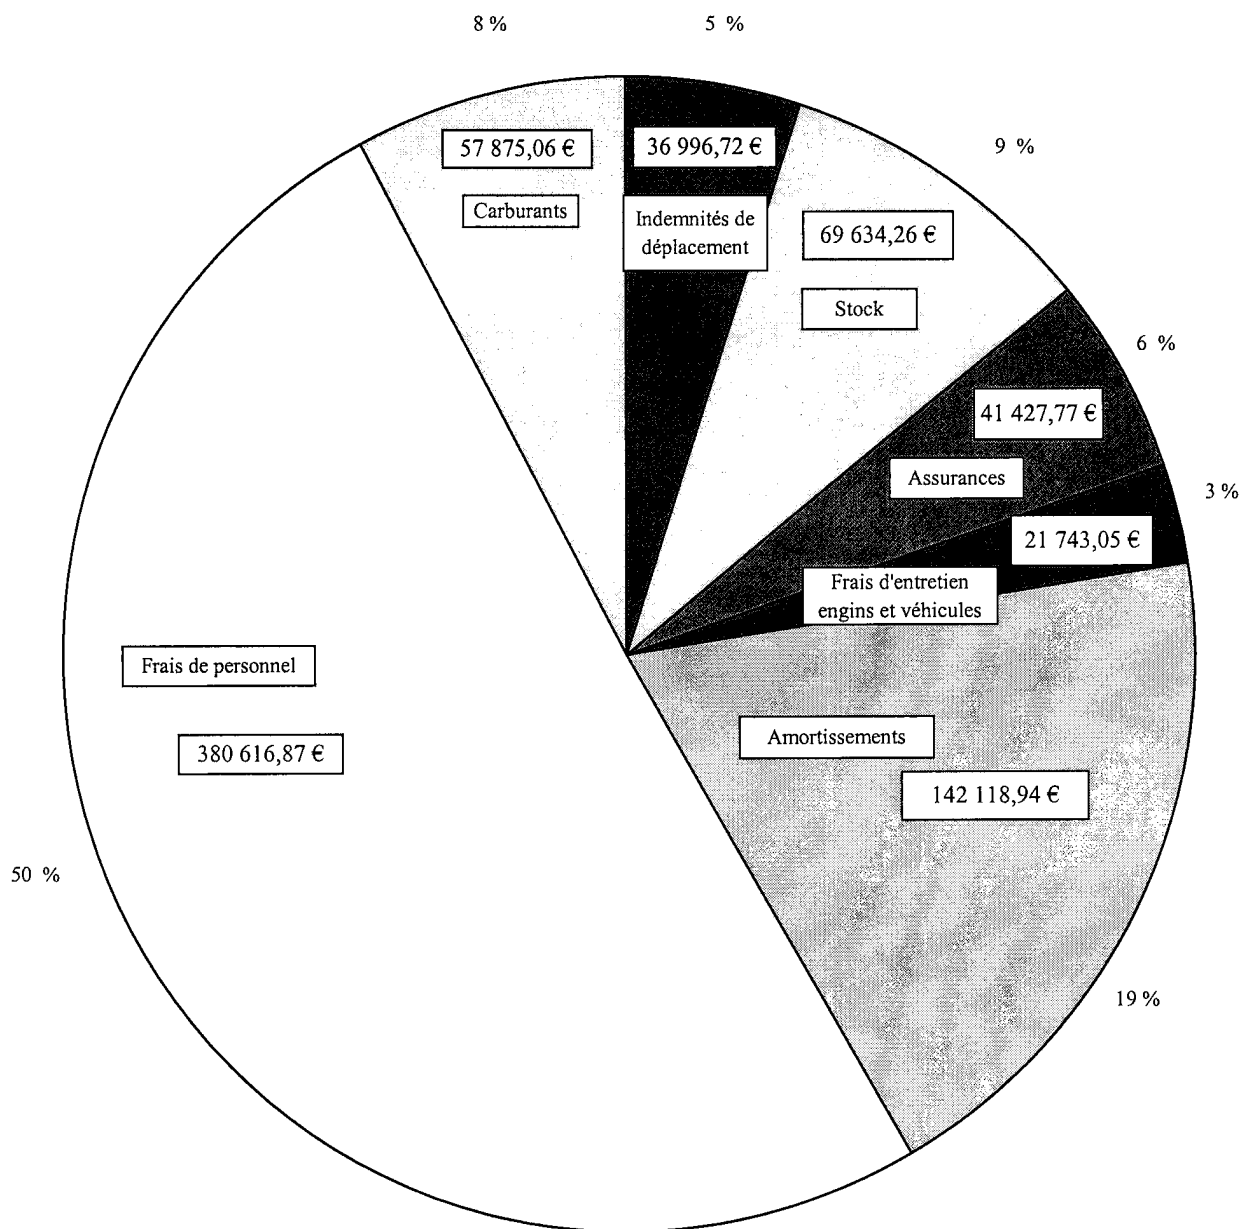 8 %
5 %
57 875,06 €
36 996,72 €
9 %
Carburants
Indemnités de
déplacement
69 634,26 €
Stock
6 %
41 427,77 €
Assurances
3 %
21 743,05 €
Frais d'entretien
engins et véhicules
Frais de personnel
380 616,87 €
Amortissements
142 118,94 €
50 %
19 %